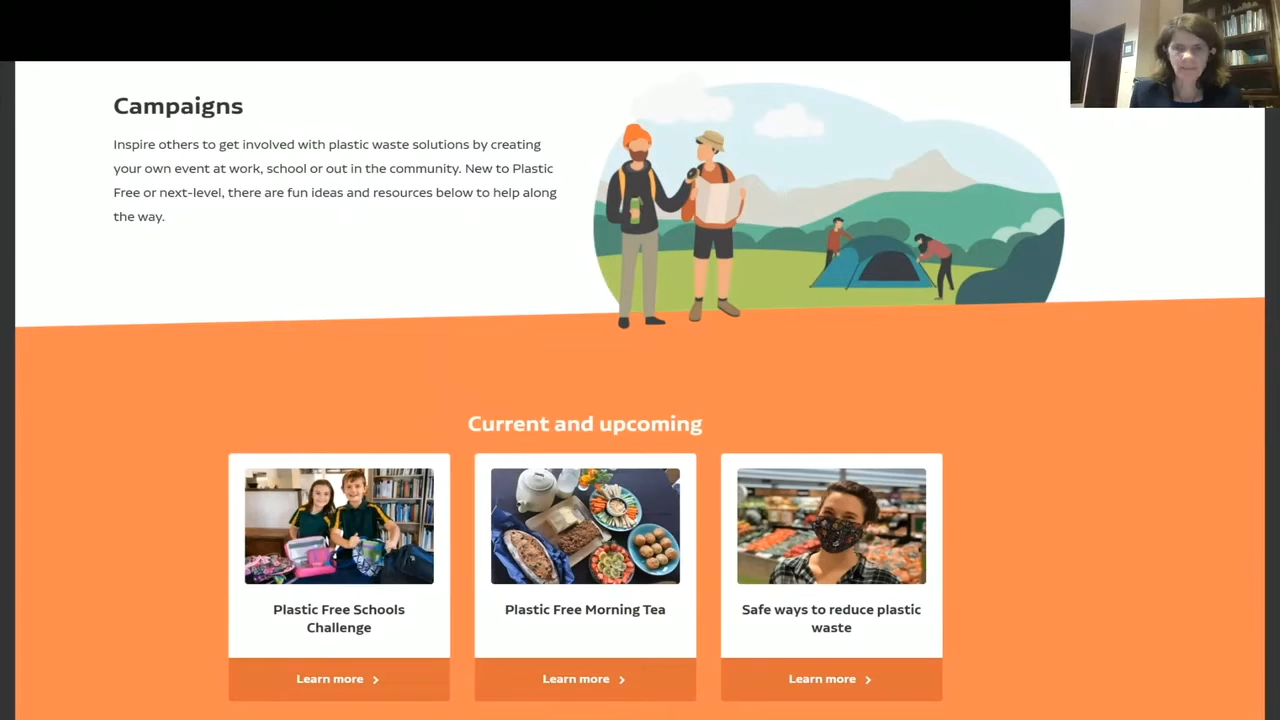 Campaigns
Inspire others to get involved with plastic waste solutions by creating
your own event at work, school or out in the community. New to Plastic
Free or next-level, there are fun ideas and resources below to help along
the way.
Current and upcoming
Plastic Free Schools
Challenge
Learn more
Plastic Free Morning Tea
Learn more
Safe ways to reduce plastic
waste
Learn more